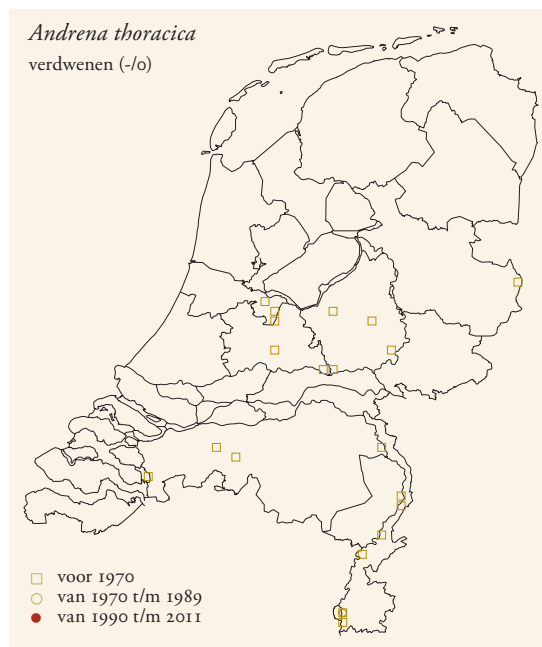 Andrena thoracica
verdwenen (-/0)
voor 1970
van 1970 t/m 1989
van 1990 t/m 2011